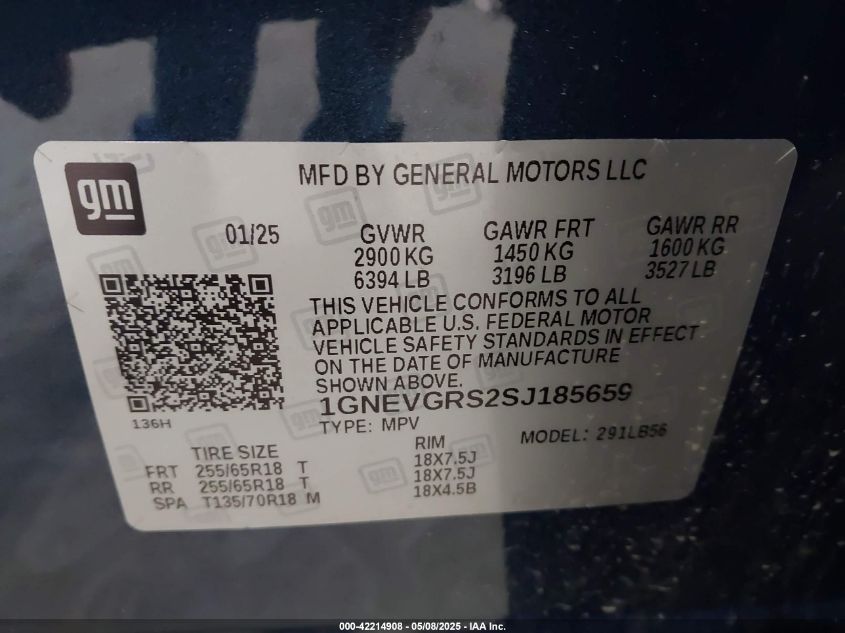 gm
MFD BY GENERAL MOTORS LLC
01/25
GVWR GAWR FRT GAWR RR
2900 KG 1450 KG 1600 KG
6394 LB 3196 LB 3527 LB
THIS VEHICLE CONFORMS TO ALL
APPLICABLE U.S. FEDERAL MOTOR
VEHICLE SAFETY STANDARDS IN EFFECT
ON THE DATE OF MANUFACTURE
SHOWN ABOVE.
1GNEVGRS2SJ185659
136H
TYPE: MPV MODEL: 291LB56
TIRE SIZE RIM
FRT 255/65R18 T 18X7.5J
RR 255/65R18 T 18X7.5J
SPA T135/70R18 M 18X4.5B
000-42214908 - 05/08/2025 - IAA Inc.